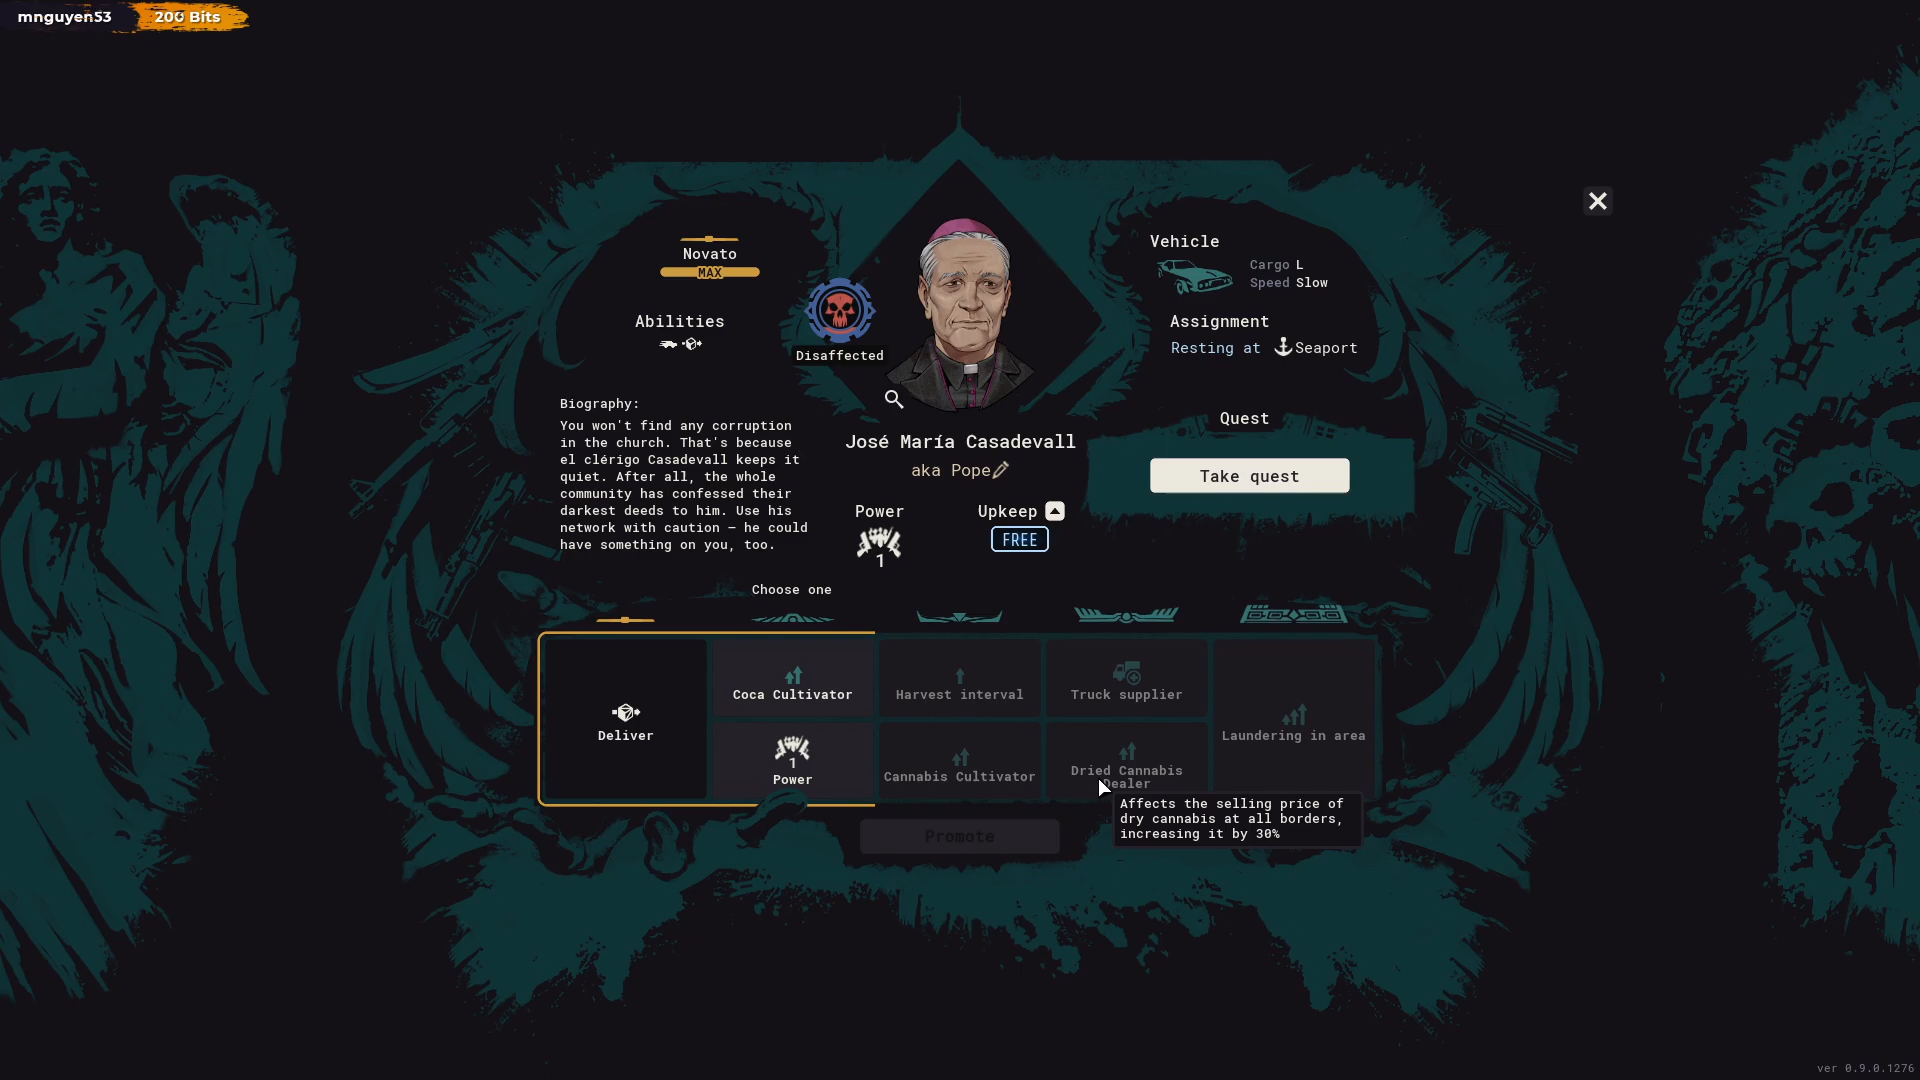 mnguyen53 200 Bits
Novato
MAX
Abilities
Disaffected
Biography:
You won't find any corruption
in the church. That's because
el clérigo Casadevall keeps it
quiet. After all, the whole
community has confessed their
darkest deeds to him. Use his
network with caution – he could
have something on you, too.
José María Casadevall
aka Pope
Power
1
Upkeep
FREE
Vehicle
Cargo L
Speed Slow
Assignment
Resting at Seaport
Quest
Take quest
Choose one
Deliver
Coca Cultivator
1
Power
Harvest interval
Cannabis Cultivator
Truck supplier
Dried Cannabis
Dealer
Laundering in area
Affects the selling price of
dry cannabis at all borders,
increasing it by 30%
Promote
ver 0.9.0.1276